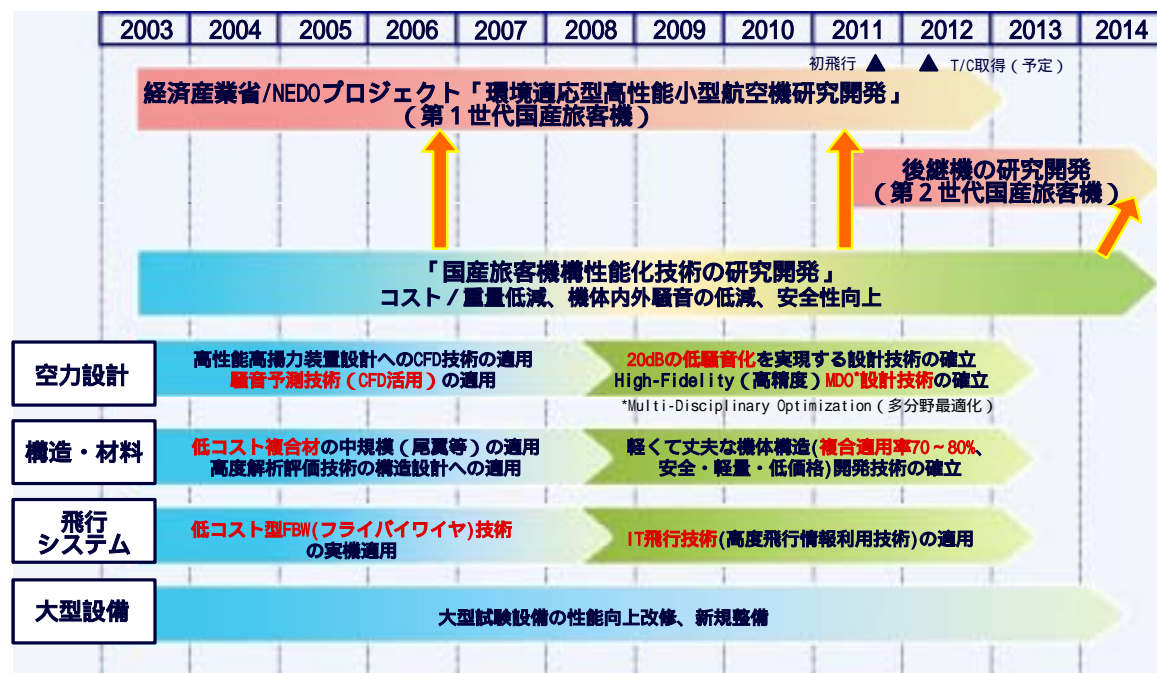 2003 2004 2005 2006 2007 2008 2009 2010 2011 2012 2013 2014
初飛行 ▲ ▲ T/C取得(予定)
経済産業省/NEDOプロジェクト「環境適応型高性能小型航空機研究開発」
(第1世代国産旅客機)
後継機の研究開発
(第2世代国産旅客機)
「国産旅客機構性能化技術の研究開発」
コスト/重量低減、機体内外騒音の低減、安全性向上
空力設計
高性能高揚力装置設計へのCFD技術の適用
騒音予測技術(CFD活用)の適用
20dBの低騒音化を実現する設計技術の確立
High-Fidelity(高精度)MDO*設計技術の確立
*Multi-Disciplinary Optimization(多分野最適化)
構造・材料
低コスト複合材の中規模(尾翼等)の適用
高度解析評価技術の構造設計への適用
軽くて丈夫な機体構造(複合適用率70~80%、
安全・軽量・低価格)開発技術の確立
飛行
システム
低コスト型FBW(フライバイワイヤ)技術
の実機適用
IT飛行技術(高度飛行情報利用技術)の適用
大型設備
大型試験設備の性能向上改修、新規整備